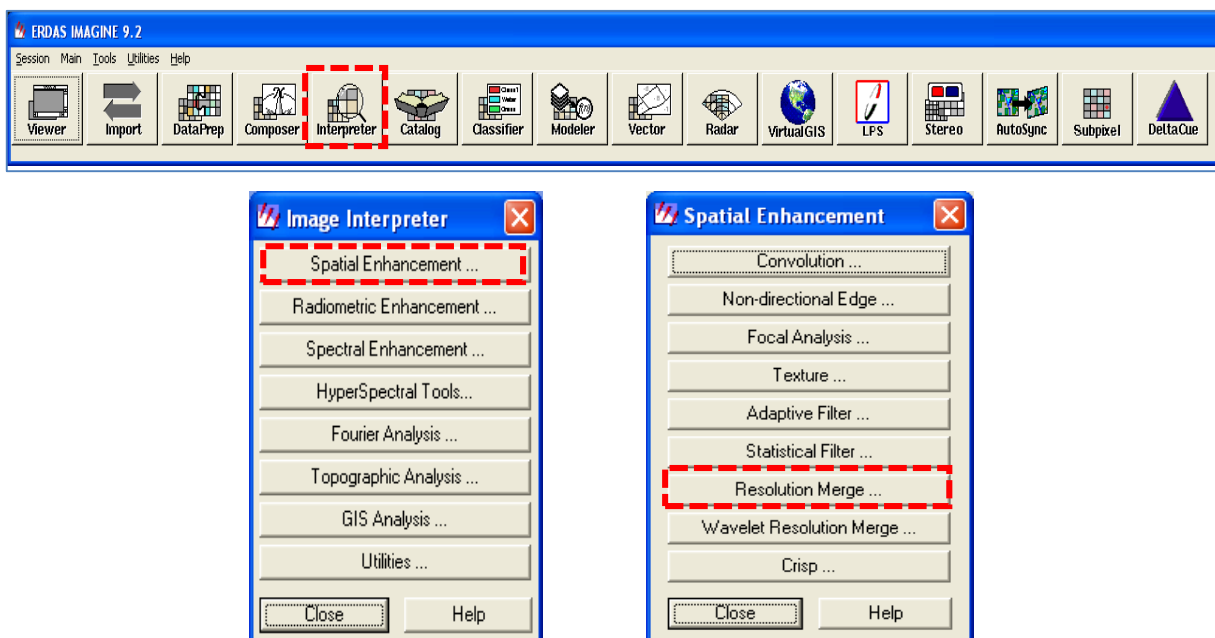 ERDAS IMAGINE 9.2
Session Main Tools Utilities Help
Viewer Import DataPrep Composer Interpreter Catalog Classifier Modeler Vector Radar VirtualGIS LPS Stereo AutoSync Subpixel DeltaCue
Image Interpreter
Spatial Enhancement ...
Radiometric Enhancement ...
Spectral Enhancement ...
HyperSpectral Tools...
Fourier Analysis ...
Topographic Analysis ...
GIS Analysis ...
Utilities ...
Close Help
Spatial Enhancement
Convolution ...
Non-directional Edge ...
Focal Analysis ...
Texture ...
Adaptive Filter ...
Statistical Filter ...
Resolution Merge ...
Wavelet Resolution Merge ...
Crisp ...
Close Help